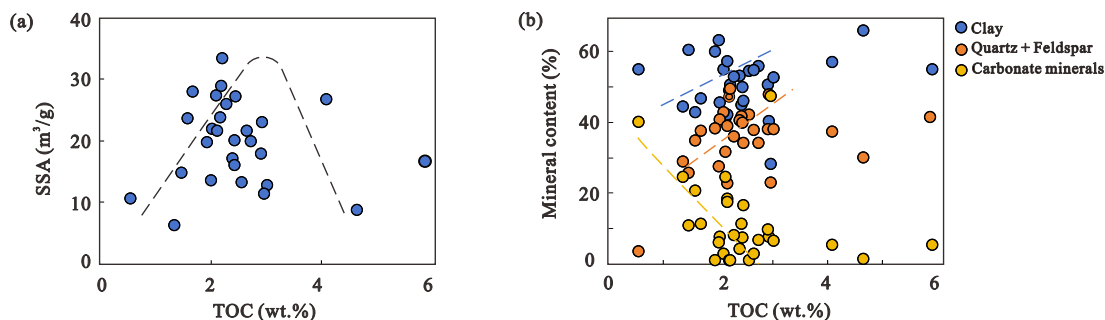 (a)
40
30
20
10
0
SSA (m³/g)
0
2
4
6
TOC (wt.%)
(b)
60
40
20
0
Mineral content (%)
0
2
4
6
TOC (wt.%)
Clay
Quartz + Feldspar
Carbonate minerals